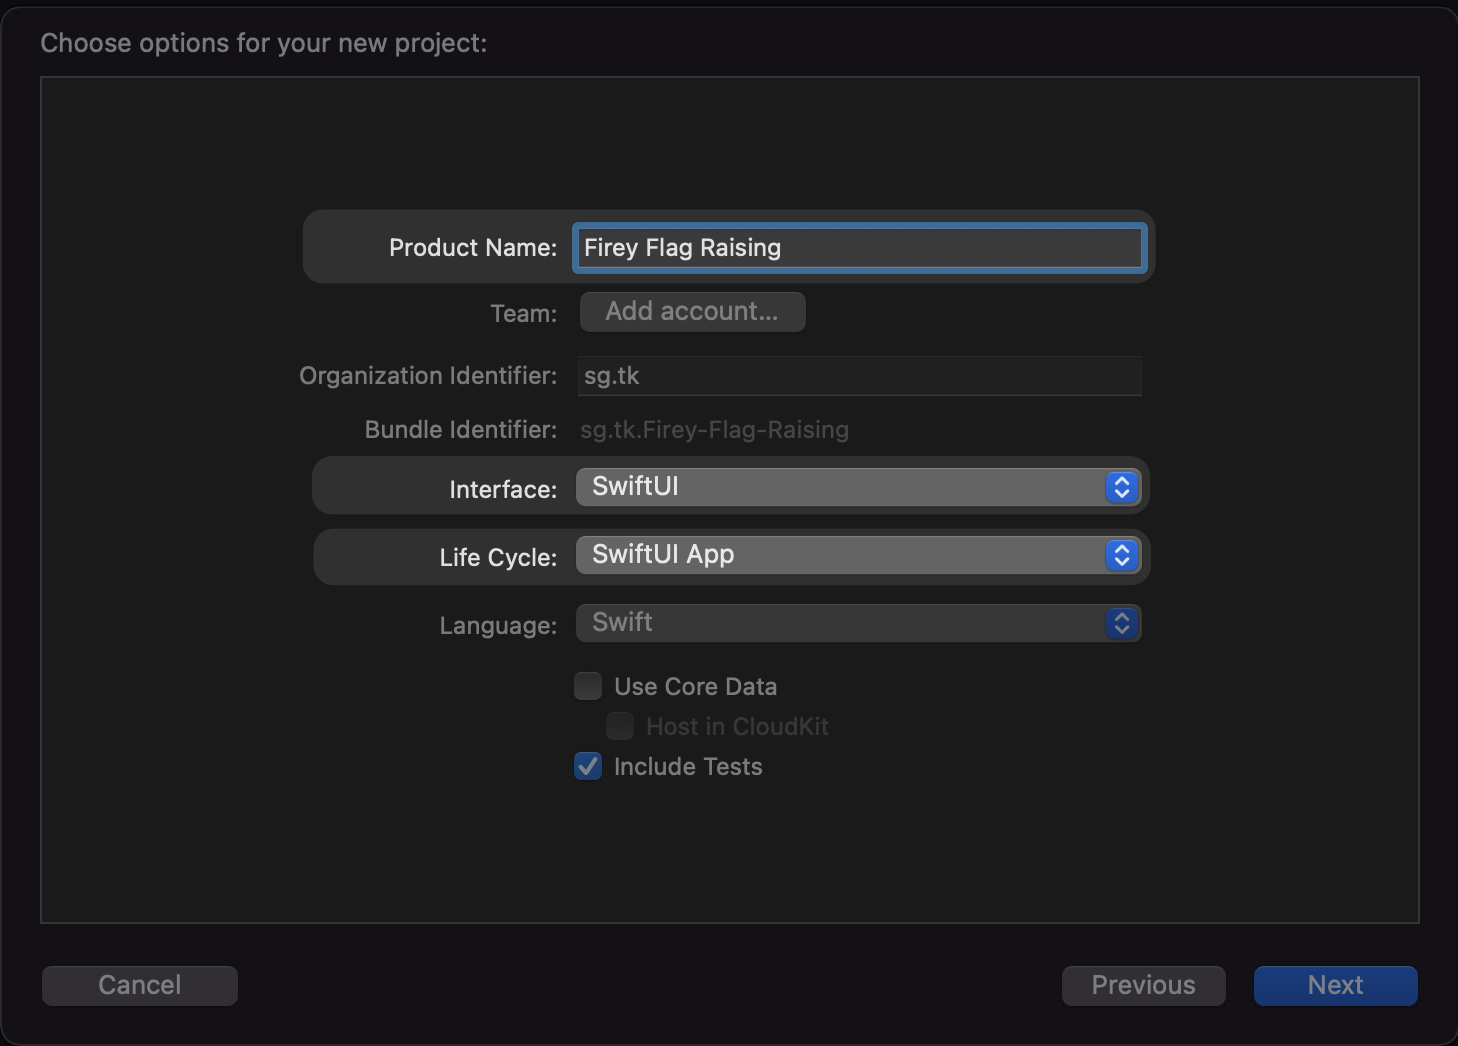 Choose options for your new project:
Product Name: Firey Flag Raising
Team: Add account...
Organization Identifier: sg.tk
Bundle Identifier: sg.tk.Firey-Flag-Raising
Interface: SwiftUI
Life Cycle: SwiftUI App
Language: Swift
Use Core Data
Host in CloudKit
Include Tests
Cancel Previous Next